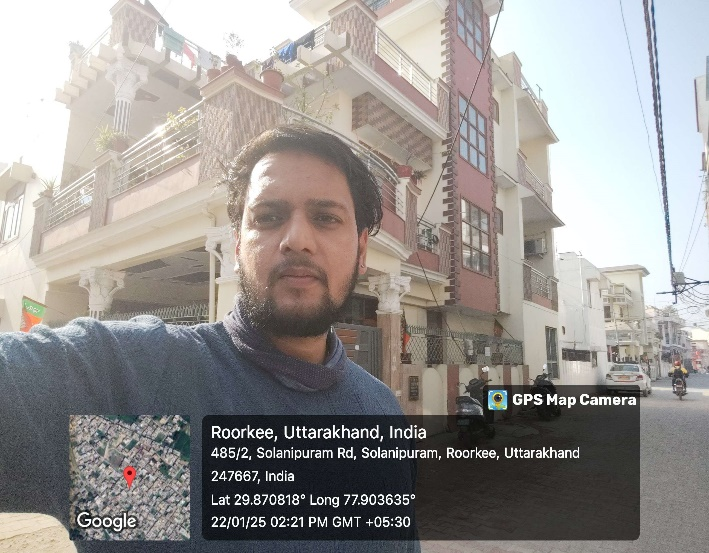 GPS Map Camera
Roorkee, Uttarakhand, India
485/2, Solanipuram Rd, Solanipuram, Roorkee, Uttarakhand
247667, India
Lat 29.870818° Long 77.903635°
22/01/25 02:21 PM GMT +05:30
Google